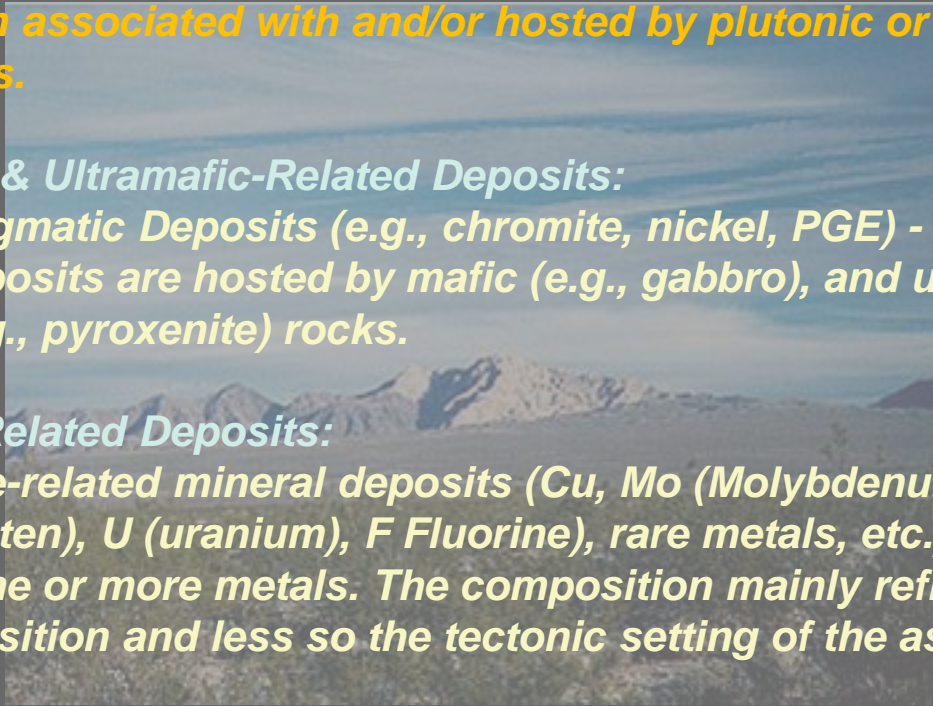 n associated with and/or hosted by plutonic or
s.
& Ultramafic-Related Deposits:
gmatic Deposits (e.g., chromite, nickel, PGE) -
posits are hosted by mafic (e.g., gabbro), and u
g., pyroxenite) rocks.
Related Deposits:
e-related mineral deposits (Cu, Mo (Molybdenu
ten), U (uranium), F Fluorine), rare metals, etc.
ne or more metals. The composition mainly refl
sition and less so the tectonic setting of the as